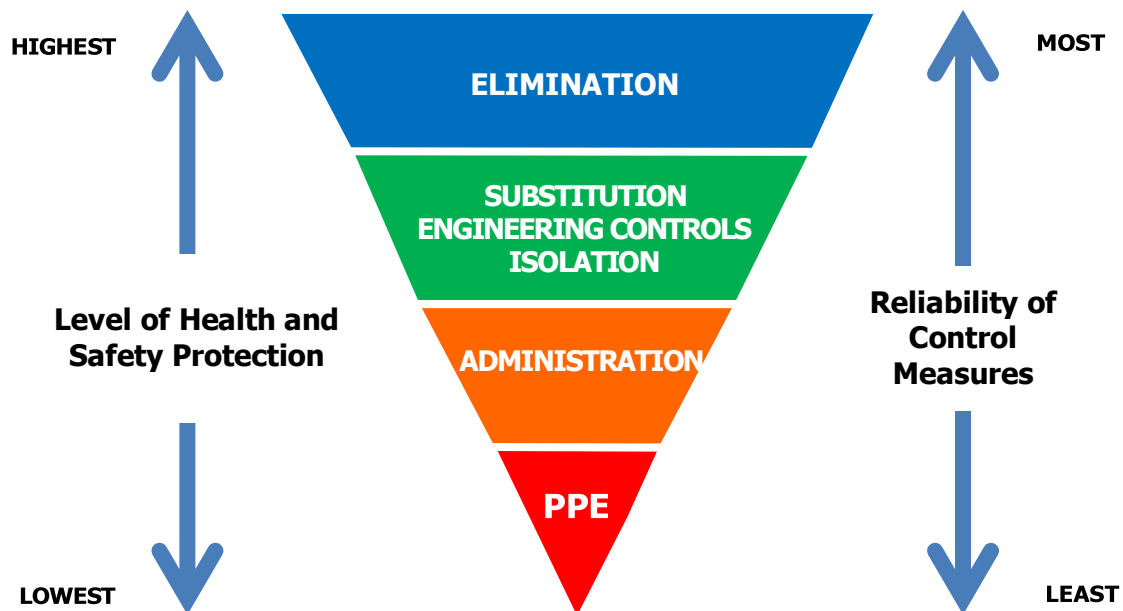 HIGHEST
MOST
ELIMINATION
SUBSTITUTION
ENGINEERING CONTROLS
ISOLATION
Level of Health and
Safety Protection
Reliability of
Control
Measures
ADMINISTRATION
PPE
LOWEST
LEAST